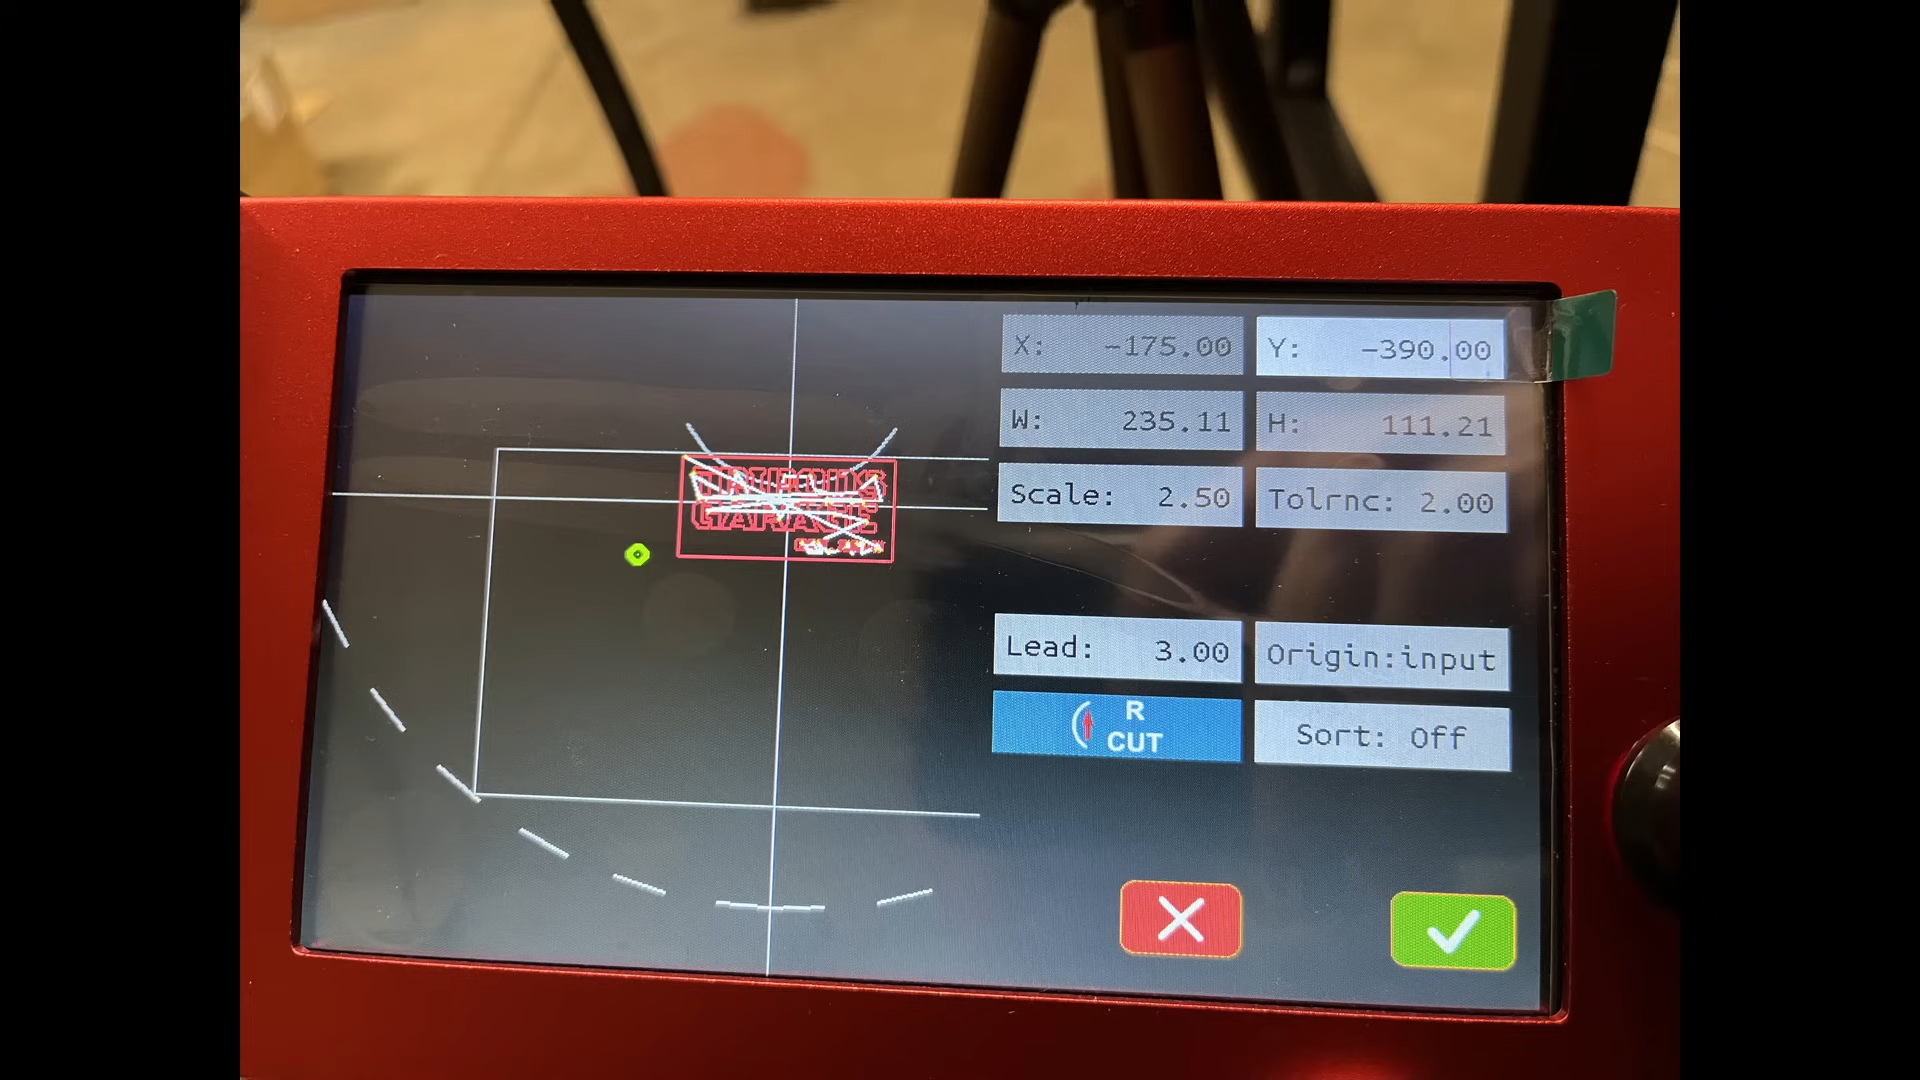 X: -175.00 Y: -390.00
W: 235.11 H: 111.21
Scale: 2.50 Tolrnc: 2.00
GARAGE
Lead: 3.00 Origin:input
R
CUT Sort: Off